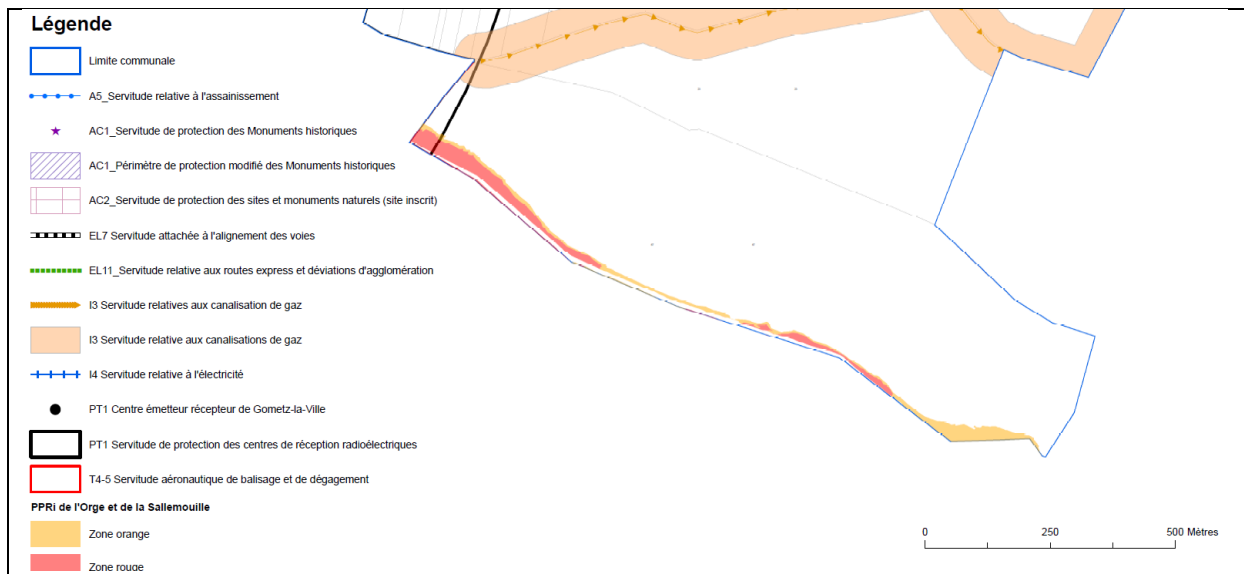 Légende
Limite communale
A5_Servitude relative à l'assainissement
AC1_Servitude de protection des Monuments historiques
AC1_Périmètre de protection modifié des Monuments historiques
AC2_Servitude de protection des sites et monuments naturels (site inscrit)
EL7 Servitude attachée à l'alignement des voies
EL11_Servitude relative aux routes express et déviations d'agglomération
I3 Servitude relatives aux canalisation de gaz
I3 Servitude relative aux canalisations de gaz
I4 Servitude relative à l'électricité
PT1 Centre émetteur récepteur de Gometz-la-Ville
PT1 Servitude de protection des centres de réception radioélectriques
T4-5 Servitude aéronautique de balisage et de dégagement
PPRi de l'Orge et de la Sallemouille
Zone orange
Zone rouge
0 250 500 Mètres